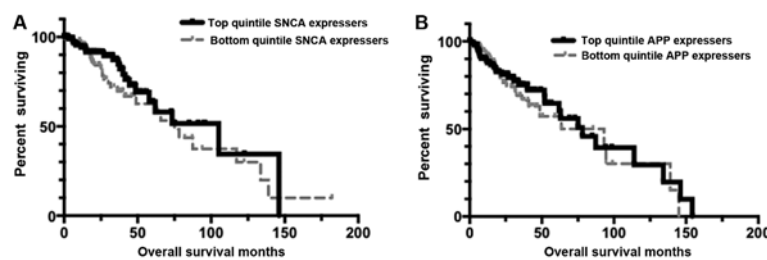 A
Top quintile SNCA expressers
Bottom quintile SNCA expressers
Percent surviving
100
50
0
0 50 100 150 200
Overall survival months
B
Top quintile APP expressers
Bottom quintile APP expressers
Percent surviving
100
50
0
0 50 100 150 200
Overall survival months